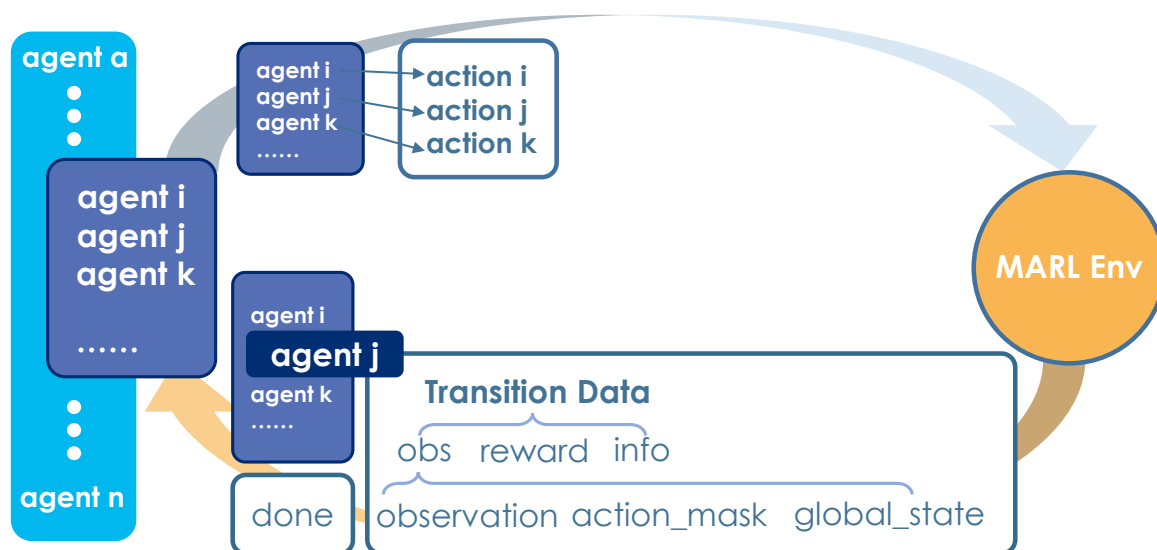 agent a
agent i
agent j
agent k
......
agent n
agent i
agent j
agent k
......
action i
action j
action k
MARL Env
agent i
agent j
agent k
......
Transition Data
obs reward info
done
observation action_mask global_state